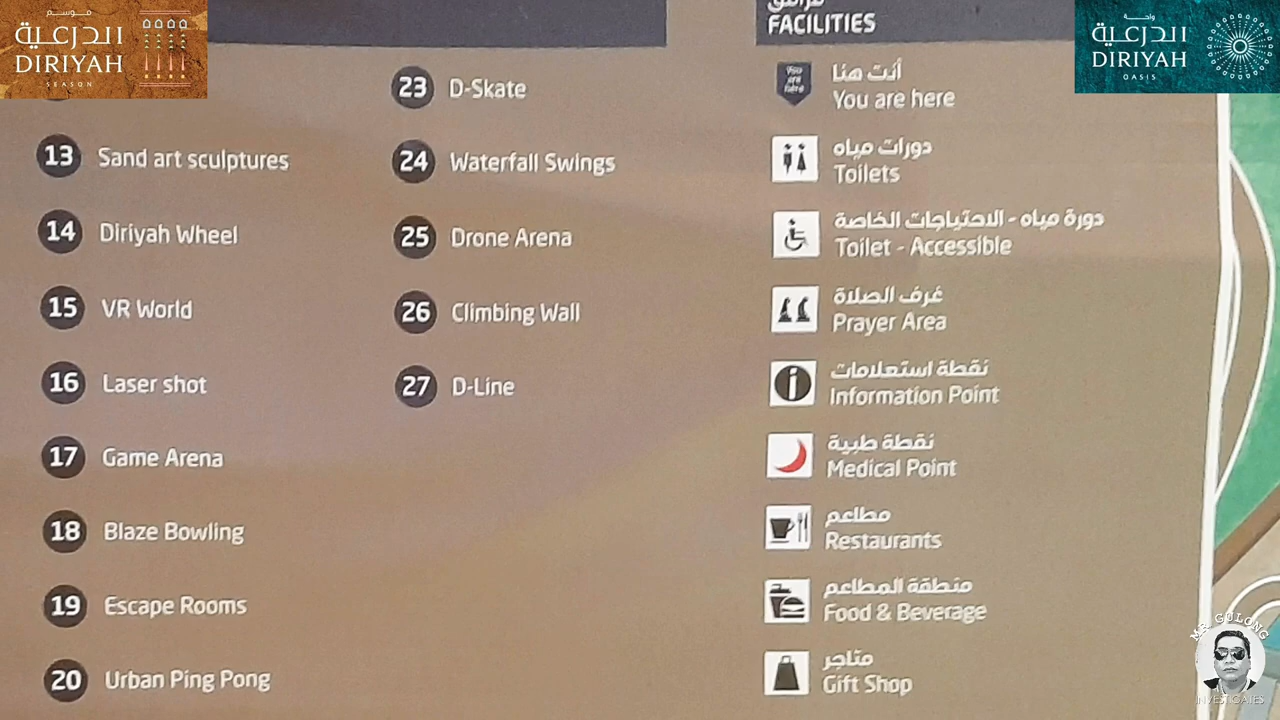 موسم
الدرعية
DIRIYAH
SEASON
13 Sand art sculptures
14 Diriyah Wheel
15 VR World
16 Laser shot
17 Game Arena
18 Blaze Bowling
19 Escape Rooms
20 Urban Ping Pong
23 D-Skate
24 Waterfall Swings
25 Drone Arena
26 Climbing Wall
27 D-Line
FACILITIES
You are here
أنت هنا
You are here
دورات مياه
Toilets
دورة مياه - الاحتياجات الخاصة
Toilet - Accessible
غرف الصلاة
Prayer Area
نقطة استعلامات
Information Point
نقطة طبية
Medical Point
مطاعم
Restaurants
منطقة المطاعم
Food & Beverage
متاجر
Gift Shop
واحة
الدرعية
DIRIYAH
OASIS
MR GULONG
INVESTIGATES